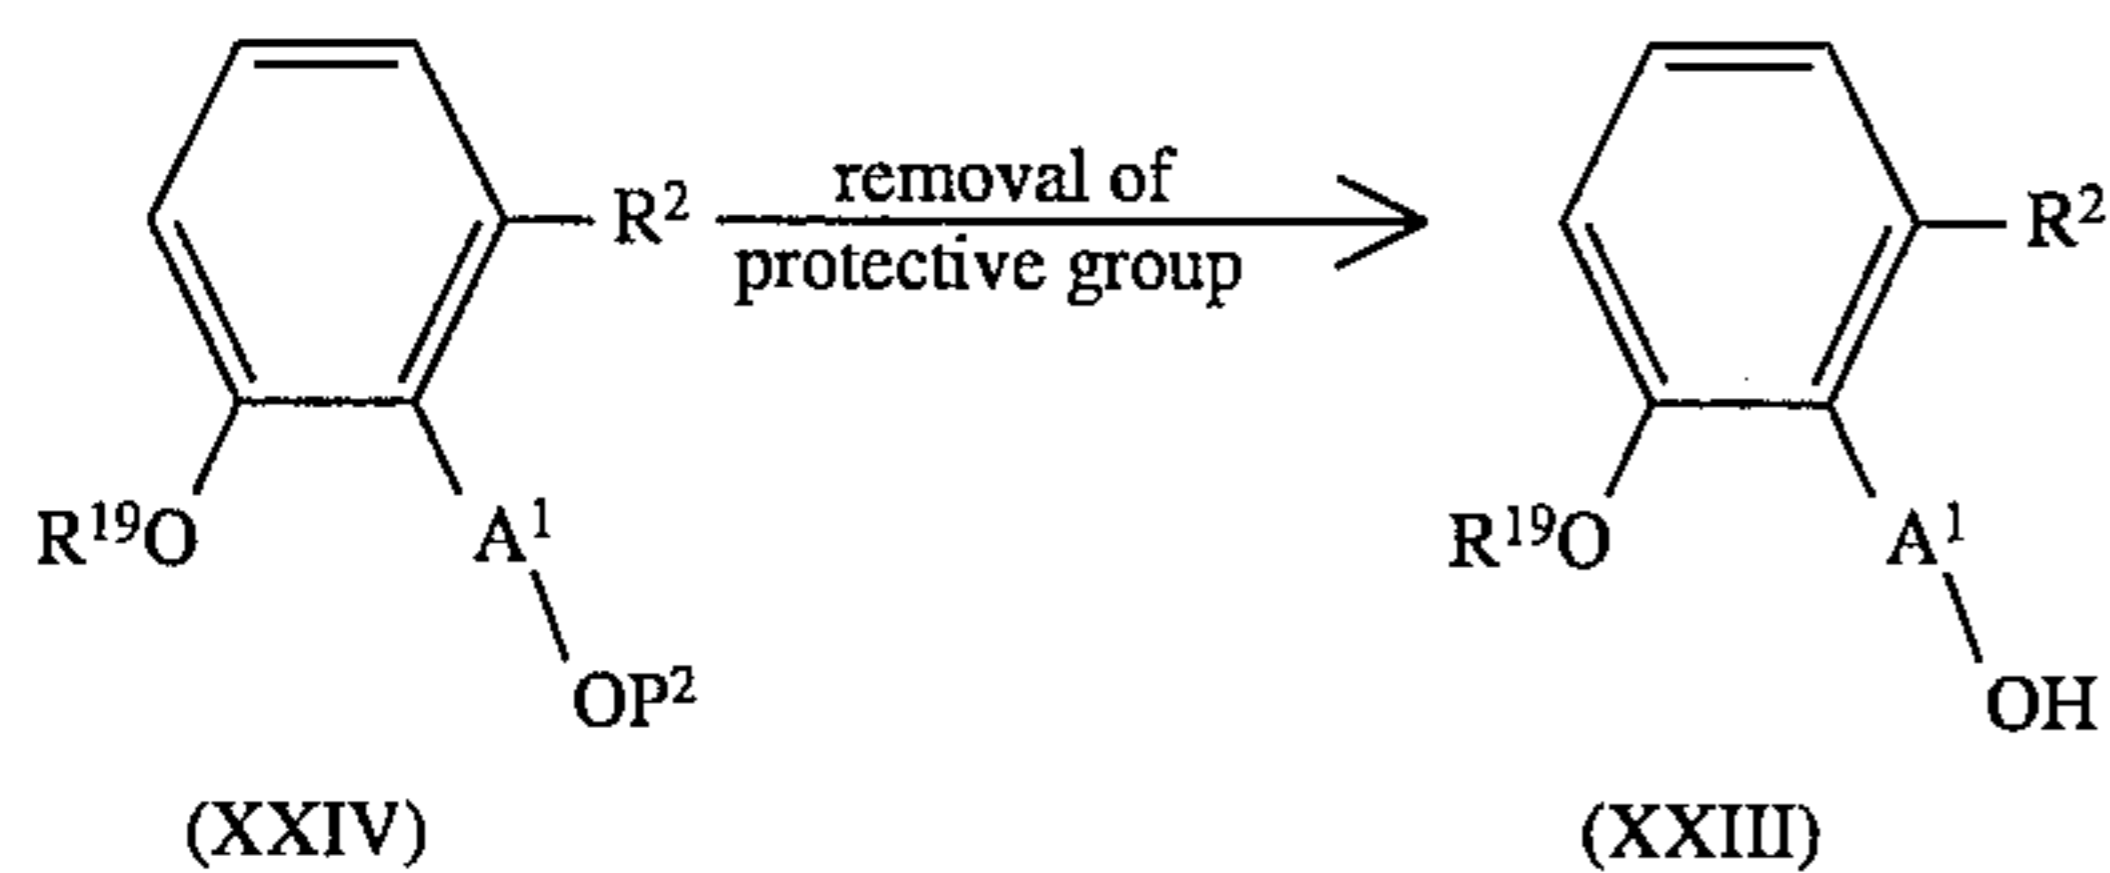 removal of
R² R²
protective group
R¹⁹O A¹ R¹⁹O A¹
OP² OH
(XXIV) (XXIII)